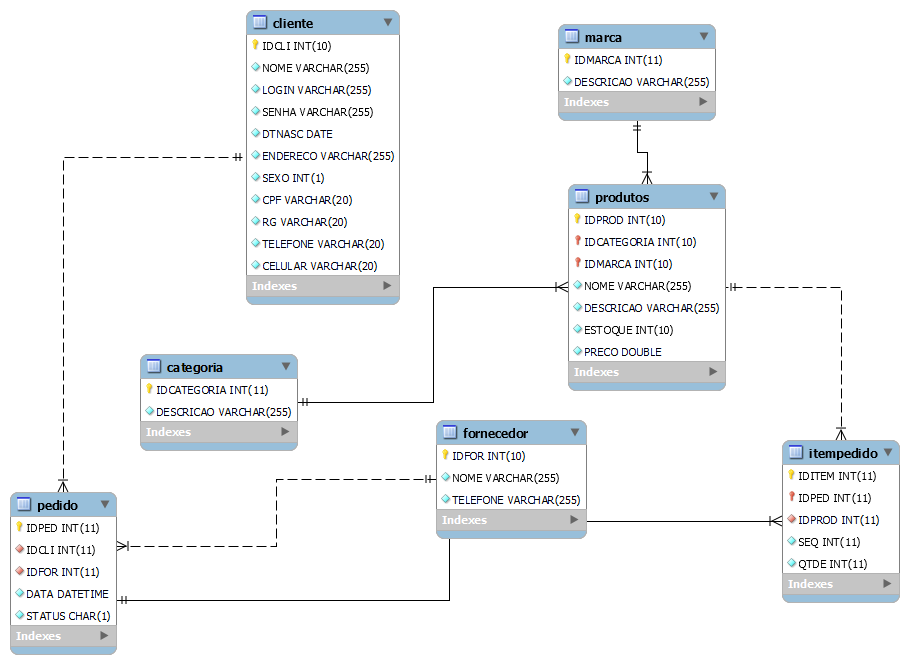 cliente
IDCLI INT(10)
NOME VARCHAR(255)
LOGIN VARCHAR(255)
SENHA VARCHAR(255)
DTNASC DATE
ENDERECO VARCHAR(255)
SEXO INT(1)
CPF VARCHAR(20)
RG VARCHAR(20)
TELEFONE VARCHAR(20)
CELULAR VARCHAR(20)
Indexes
marca
IDMARCA INT(11)
DESCRICAO VARCHAR(255)
Indexes
produtos
IDPROD INT(10)
IDCATEGORIA INT(10)
IDMARCA INT(10)
NOME VARCHAR(255)
DESCRICAO VARCHAR(255)
ESTOQUE INT(10)
PRECO DOUBLE
Indexes
categoria
IDCATEGORIA INT(11)
DESCRICAO VARCHAR(255)
Indexes
fornecedor
IDFOR INT(10)
NOME VARCHAR(255)
TELEFONE VARCHAR(255)
Indexes
itempedido
IDITEM INT(11)
IDPED INT(11)
IDPROD INT(11)
SEQ INT(11)
QTDE INT(11)
Indexes
pedido
IDPED INT(11)
IDCLI INT(11)
IDFOR INT(11)
DATA DATETIME
STATUS CHAR(1)
Indexes